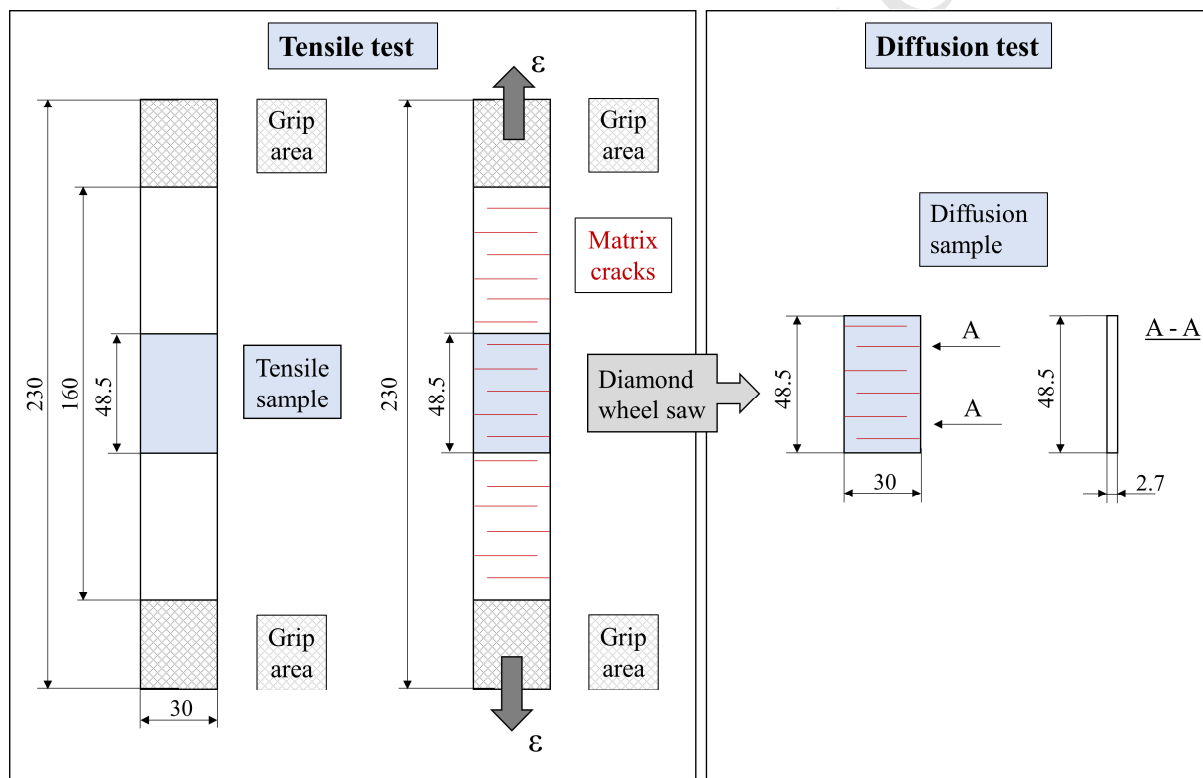 Tensile test
ε
Grip
area
Grip
area
Matrix
cracks
230
160
48.5
Tensile
sample
230
48.5
Diamond
wheel saw
Grip
area
Grip
area
30
ε
Diffusion test
Diffusion
sample
48.5
A
A
30
48.5
A - A
2.7